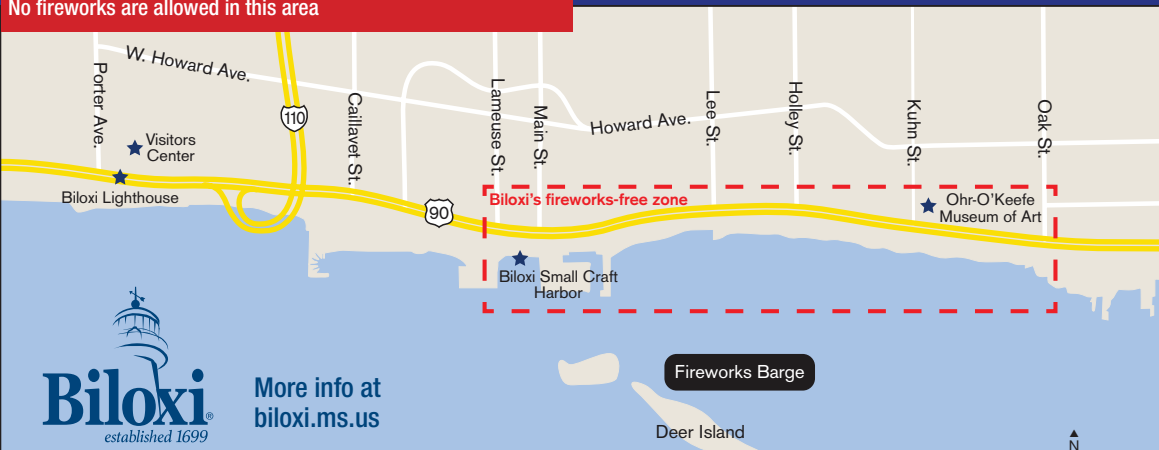 No fireworks are allowed in this area
W. Howard Ave.
Porter Ave.
110
Caillavet St.
Lameuse St.
Main St.
Howard Ave.
Lee St.
Holley St.
Kuhn St.
Oak St.
Visitors
Center
Biloxi Lighthouse
90
Biloxi's fireworks-free zone
Ohr-O'Keefe
Museum of Art
Biloxi Small Craft
Harbor
Fireworks Barge
Deer Island
Biloxi®
established 1699
More info at
biloxi.ms.us
N